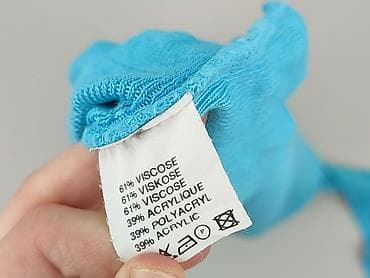 61% VISCOSE
61% VISKOSE
61% VISCOSE
39% ACRYLIQUE
39% POLYACRYL
39% ACRYLIC